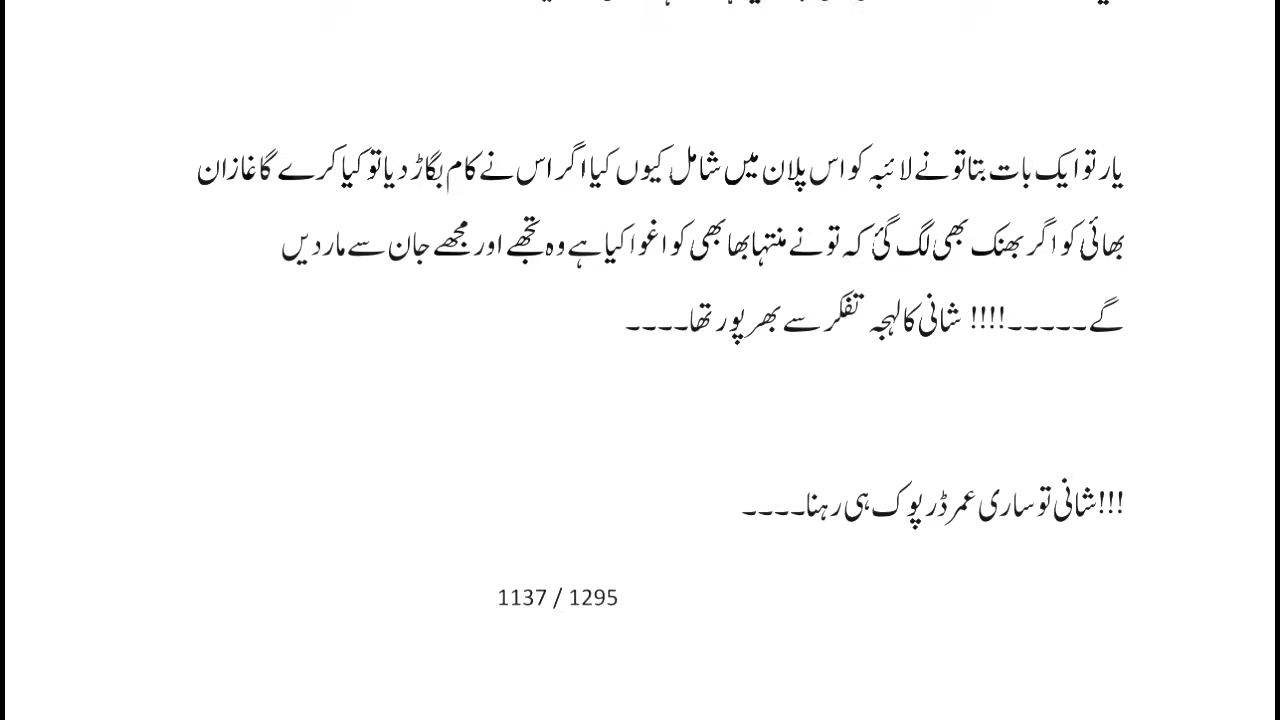 یار تو ایک بات بتا تو نے لائبہ کو اس پلان میں شامل کیوں کیا اگر اس نے کام بگاڑ دیا تو کیا کرے گا غازان
بھائی کو اگر بھنک بھی لگ گئ کہ تو نے منتہا بھابھی کو اغوا کیا ہے وہ تجھے اور مجھے جان سے مار دیں
گے۔۔۔۔۔!!!! شانی کا لہجہ تفکر سے بھرپور تھا۔۔۔۔
!!!شانی تو ساری عمر ڈرپوک ہی رہنا۔۔۔۔
1137 / 1295